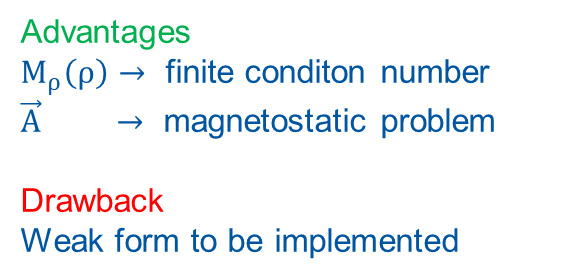 Advantages
Mρ(ρ) → finite conditon number
A⃗ → magnetostatic problem
Drawback
Weak form to be implemented